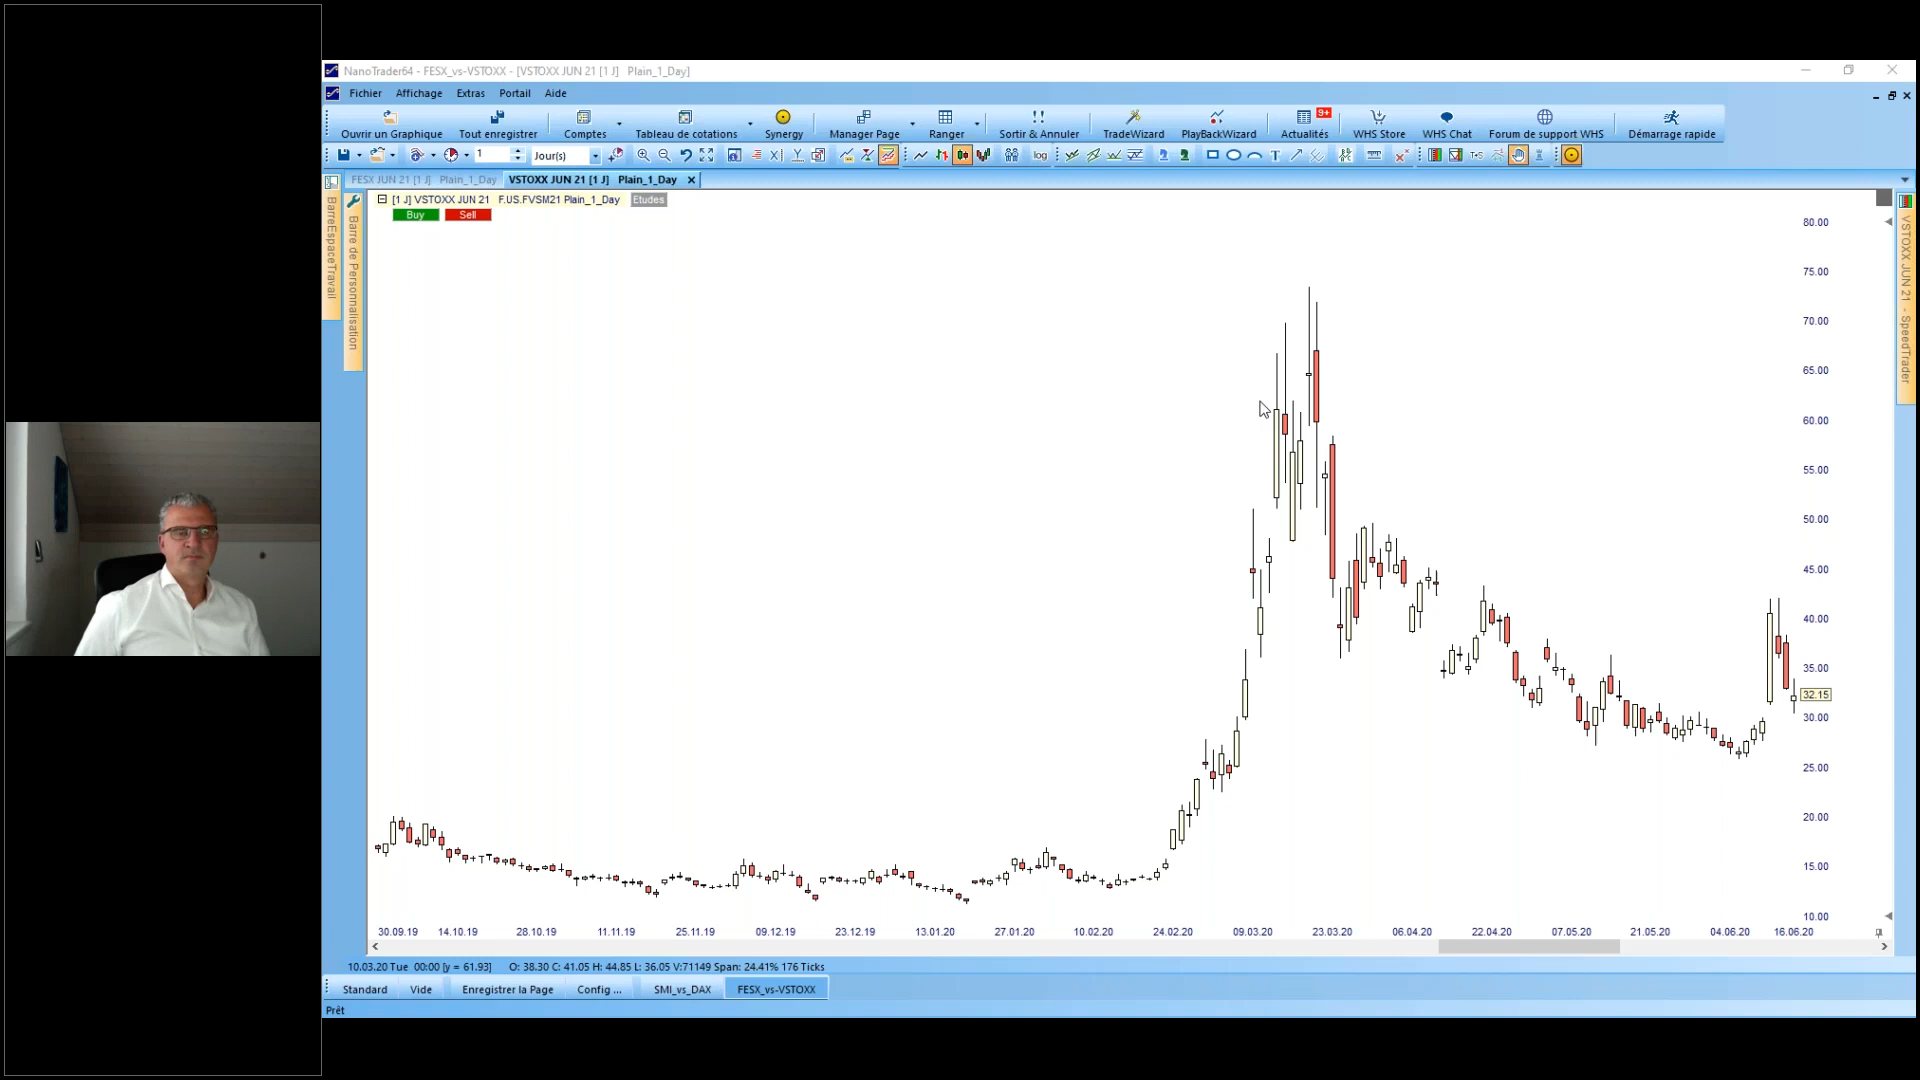 NanoTrader64 - FESX_vs-VSTOXX - [VSTOXX JUN 21 [1 J]   Plain_1_Day]
Fichier Affichage Extras Portail Aide
Ouvrir un Graphique Tout enregistrer Comptes Tableau de cotations Synergy Manager Page Ranger Sortir & Annuler TradeWizard PlayBackWizard Actualités 9+ WHS Store WHS Chat Forum de support WHS Démarrage rapide
1 Jour(s) log
FESX JUN 21 [1 J] Plain_1_Day VSTOXX JUN 21 [1 J] Plain_1_Day
BarreEspaceTravail
Barre de Personnalisation
[1 J] VSTOXX JUN 21 F.US.FVSM21 Plain_1_Day Etudes
Buy Sell
VSTOXX JUN 21 - SpeedTrader
80.00
75.00
70.00
65.00
60.00
55.00
50.00
45.00
40.00
35.00
32.15
30.00
25.00
20.00
15.00
10.00
30.09.19 14.10.19 28.10.19 11.11.19 25.11.19 09.12.19 23.12.19 13.01.20 27.01.20 10.02.20 24.02.20 09.03.20 23.03.20 06.04.20 22.04.20 07.05.20 21.05.20 04.06.20 16.06.20
10.03.20 Tue 00:00 [y = 61.93] O: 38.30 C: 41.05 H: 44.85 L: 36.05 V:71149 Span: 24.41% 176 Ticks
Standard Vide Enregistrer la Page Config ... SMI_vs_DAX FESX_vs-VSTOXX
Prêt